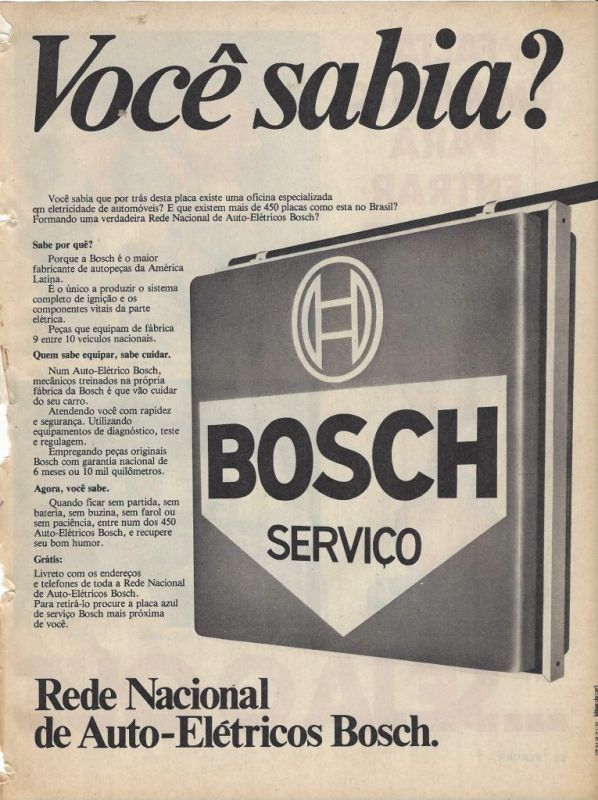 Você sabia?
Você sabia que por trás desta placa existe uma oficina especializada
em eletricidade de automóveis? E que existem mais de 450 placas como esta no Brasil?
Formando uma verdadeira Rede Nacional de Auto-Elétricos Bosch?
Sabe por quê?
Porque a Bosch é o maior
fabricante de autopeças da América
Latina.
É o único a produzir o sistema
completo de ignição e os
componentes vitais da parte
elétrica.
Peças que equipam de fábrica
9 entre 10 veículos nacionais.
Quem sabe equipar, sabe cuidar.
Num Auto-Elétrico Bosch,
mecânicos treinados na própria
fábrica da Bosch é que vão cuidar
do seu carro.
Atendendo você com rapidez
e segurança. Utilizando
equipamentos de diagnóstico, teste
e regulagem.
Empregando peças originais
Bosch com garantia nacional de
6 meses ou 10 mil quilômetros.
Agora, você sabe.
Quando ficar sem partida, sem
bateria, sem buzina, sem farol ou
sem paciência, entre num dos 450
Auto-Elétricos Bosch, e recupere
seu bom humor.
Grátis:
Livreto com os endereços
e telefones de toda a Rede Nacional
de Auto-Elétricos Bosch.
Para retirá-lo procure a placa azul
de serviço Bosch mais próxima
de você.
BOSCH
SERVIÇO
Rede Nacional
de Auto-Elétricos Bosch.